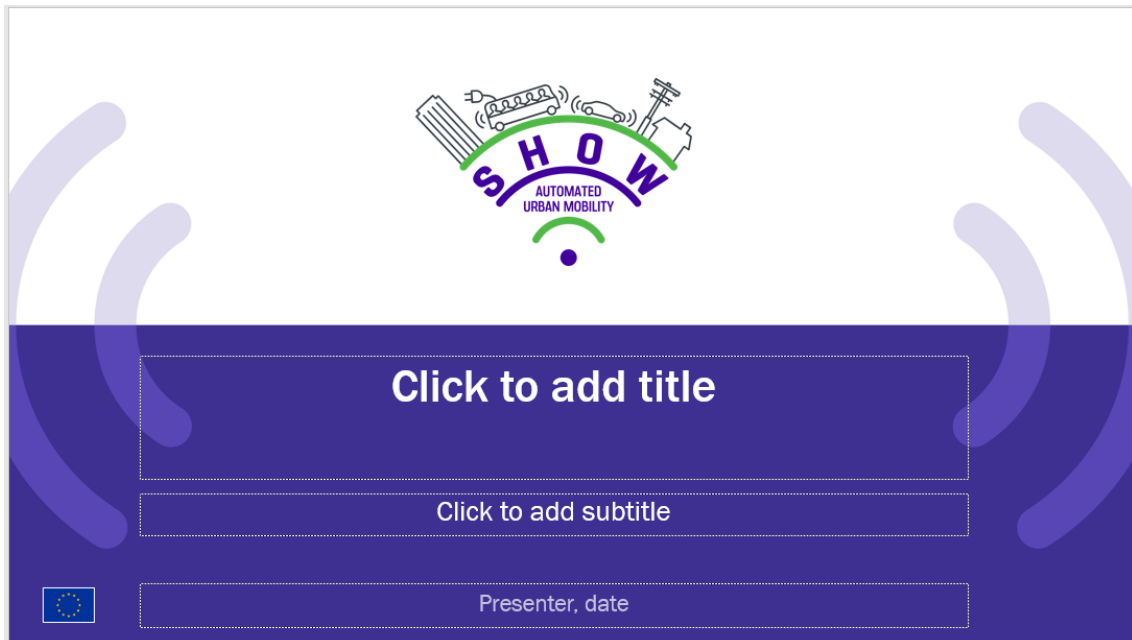 SHOW
AUTOMATED
URBAN MOBILITY
Click to add title
Click to add subtitle
Presenter, date